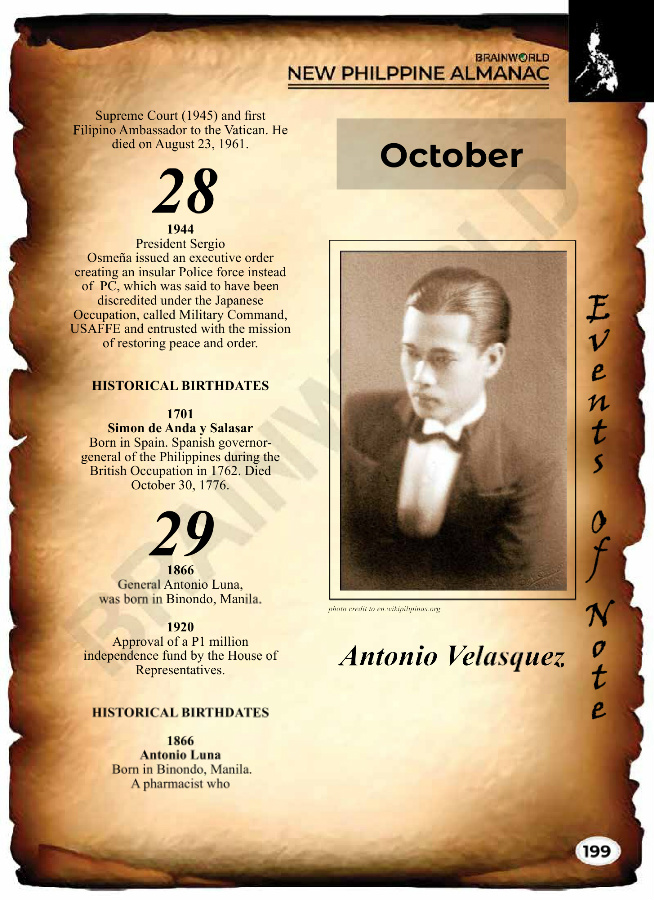 BRAINWORLD
NEW PHILPPINE ALMANAC
Supreme Court (1945) and first
Filipino Ambassador to the Vatican. He
died on August 23, 1961.
28
1944
President Sergio
Osmeña issued an executive order
creating an insular Police force instead
of PC, which was said to have been
discredited under the Japanese
Occupation, called Military Command,
USAFFE and entrusted with the mission
of restoring peace and order.
HISTORICAL BIRTHDATES
1701
Simon de Anda y Salasar
Born in Spain. Spanish governor-
general of the Philippines during the
British Occupation in 1762. Died
October 30, 1776.
29
1866
General Antonio Luna,
was born in Binondo, Manila.
1920
Approval of a P1 million
independence fund by the House of
Representatives.
HISTORICAL BIRTHDATES
1866
Antonio Luna
Born in Binondo, Manila.
A pharmacist who
October
photo credit to en.wikipilipinas.org
Antonio Velasquez
Events of Note
BRAINWORLD
199